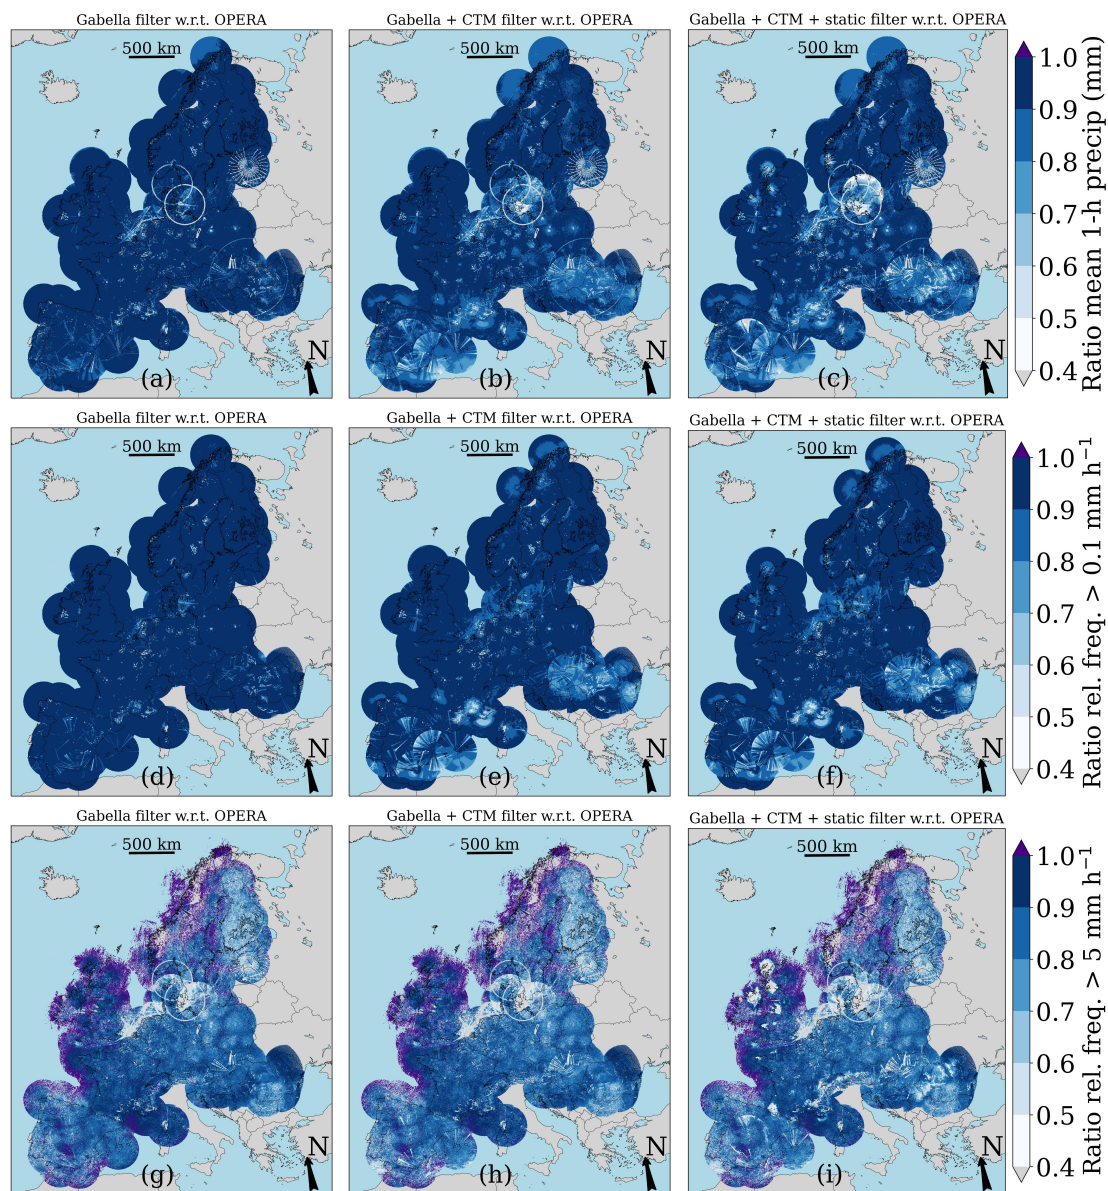 Gabella filter w.r.t. OPERA
Gabella + CTM filter w.r.t. OPERA
Gabella + CTM + static filter w.r.t. OPERA
500 km
500 km
500 km
N
N
N
(a)
(b)
(c)
1.0
0.9
0.8
0.7
0.6
0.5
0.4
Ratio mean 1-h precip (mm)
Gabella filter w.r.t. OPERA
Gabella + CTM filter w.r.t. OPERA
Gabella + CTM + static filter w.r.t. OPERA
500 km
500 km
500 km
N
N
N
(d)
(e)
(f)
1.0
0.9
0.8
0.7
0.6
0.5
0.4
Ratio rel. freq. > 0.1 mm h⁻¹
Gabella filter w.r.t. OPERA
Gabella + CTM filter w.r.t. OPERA
Gabella + CTM + static filter w.r.t. OPERA
500 km
500 km
500 km
N
N
N
(g)
(h)
(i)
1.0
0.9
0.8
0.7
0.6
0.5
0.4
Ratio rel. freq. > 5 mm h⁻¹